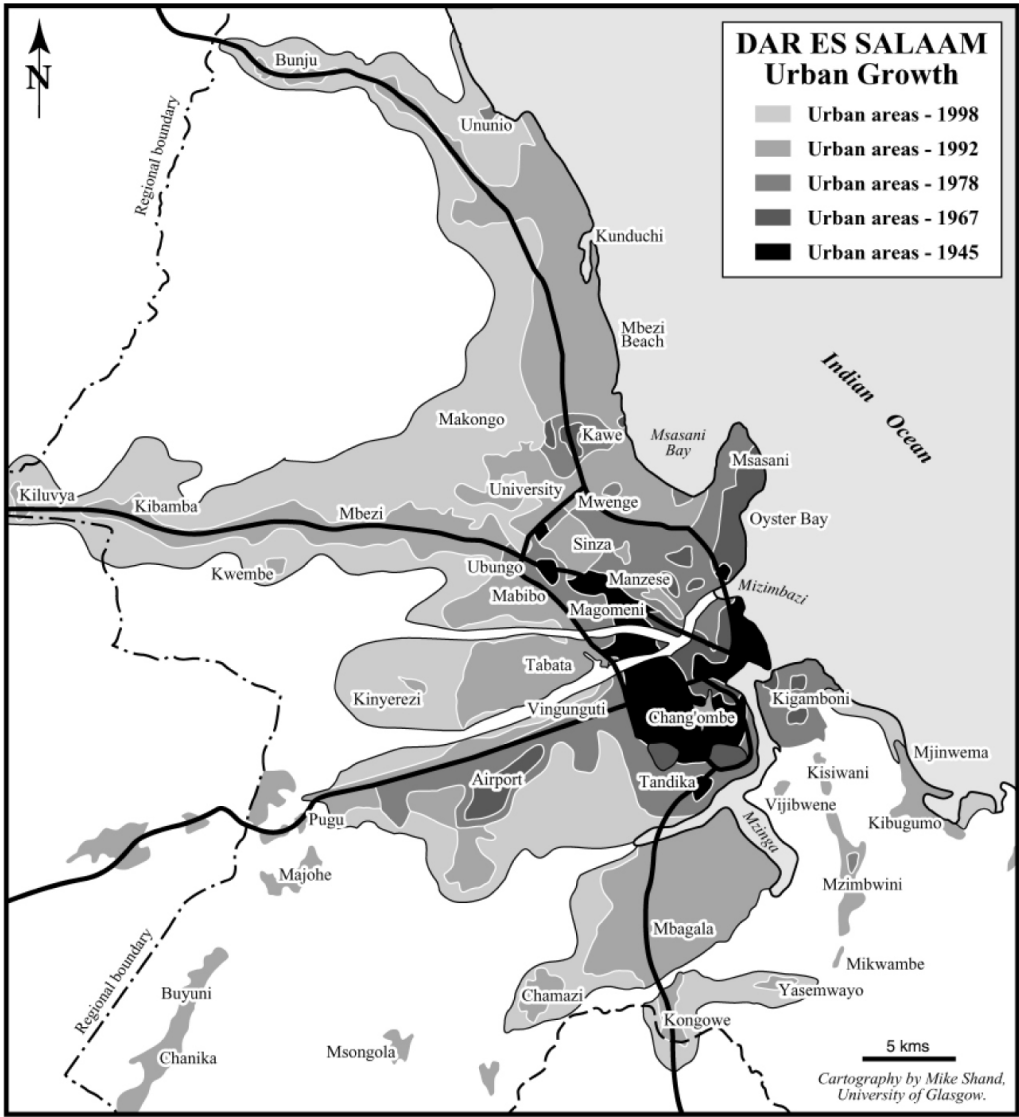 DAR ES SALAAM
Urban Growth
Urban areas - 1998
Urban areas - 1992
Urban areas - 1978
Urban areas - 1967
Urban areas - 1945
N
Regional boundary
Bunju
Ununio
Kunduchi
Mbezi
Beach
Indian Ocean
Makongo
Kawe
Msasani
Bay
Msasani
Kiluvya
Kibamba
Mbezi
University
Mwenge
Oyster Bay
Sinza
Kwembe
Ubungo
Manzese
Mizimbazi
Mabibo
Magomeni
Tabata
Kinyerezi
Vingunguti
Chang'ombe
Kigamboni
Mjinwema
Airport
Tandika
Kisiwani
Vijibwene
Pugu
Mzinga
Kibugumo
Majohe
Mzimbwini
Mbagala
Mikwambe
Regional boundary
Buyuni
Chamazi
Yasemwayo
Kongowe
Chanika
Msongola
5 kms
Cartography by Mike Shand,
University of Glasgow.